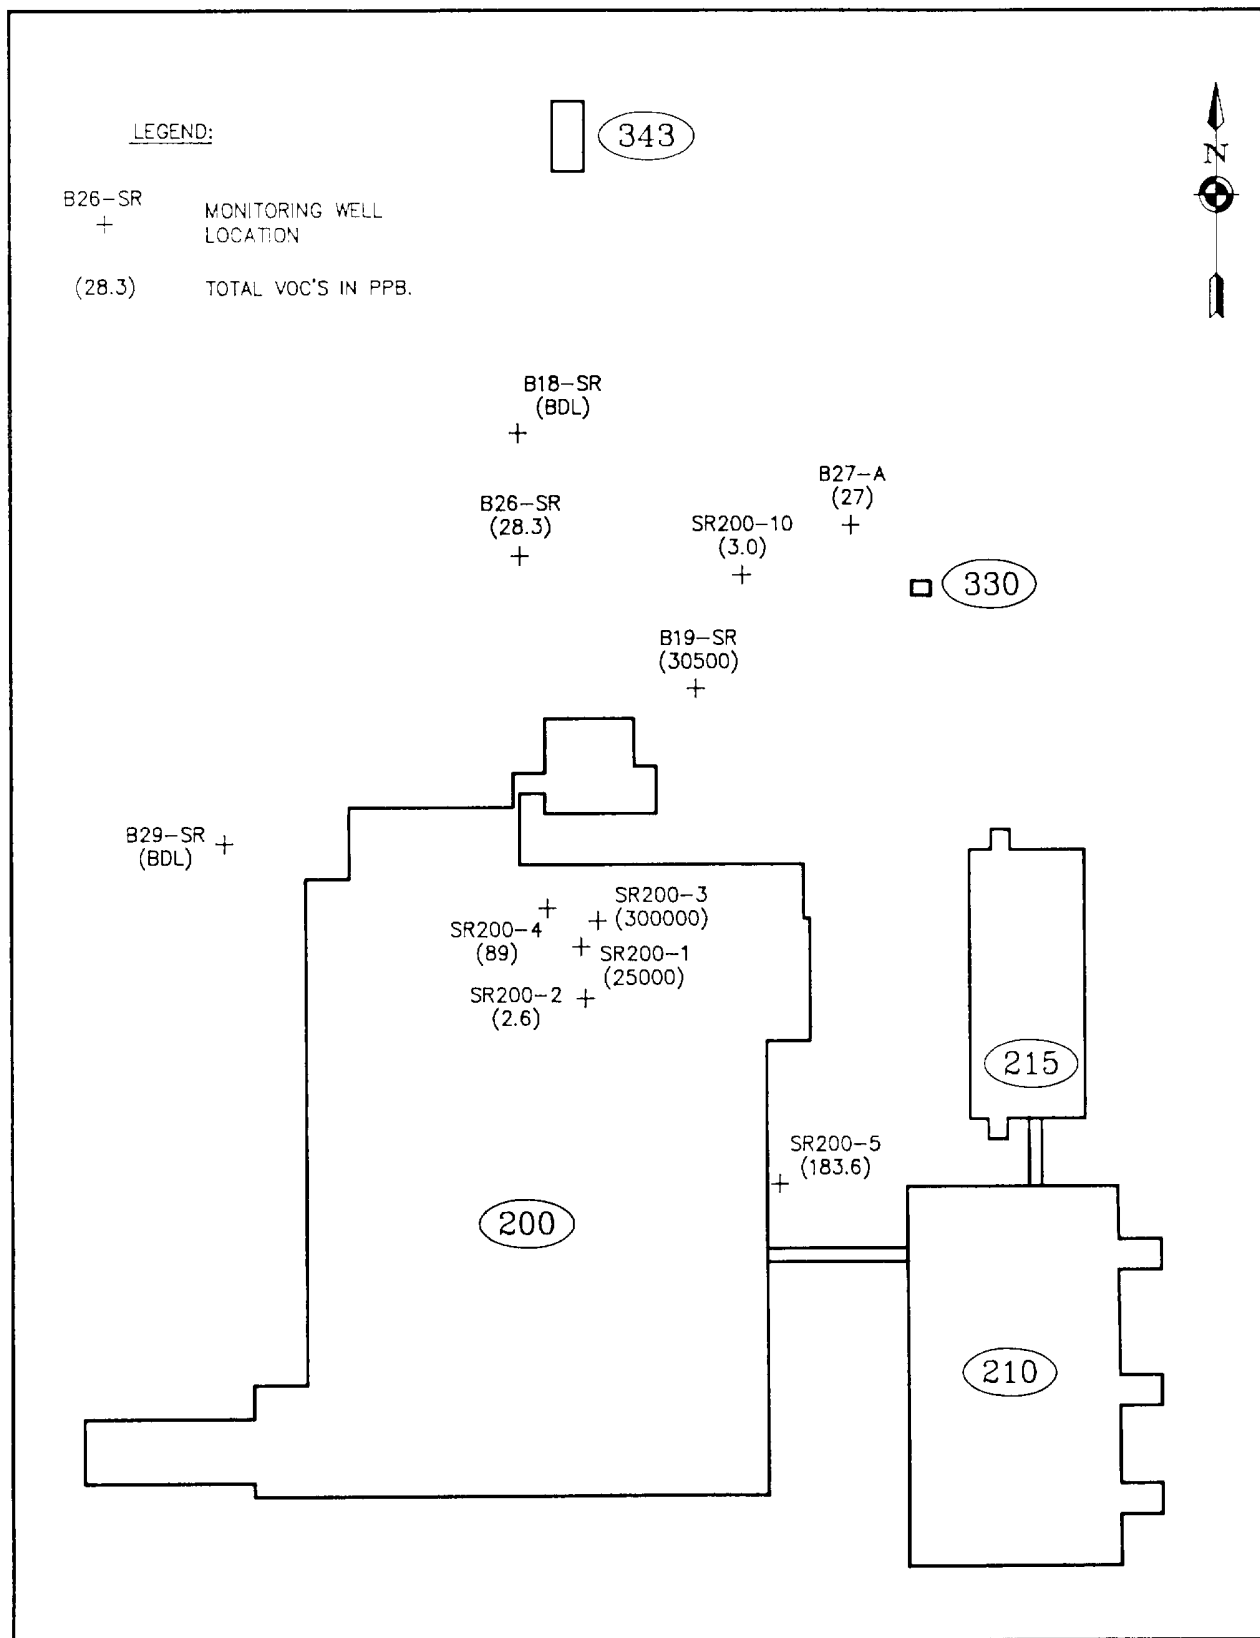 343
LEGEND:
N
B26-SR
MONITORING WELL
LOCATION
(28.3)
TOTAL VOC'S IN PPB.
B18-SR
(BDL)
B27-A
(27)
B26-SR
(28.3)
SR200-10
(3.0)
330
B19-SR
(30500)
B29-SR
(BDL)
SR200-3
(300000)
SR200-4
(89)
SR200-1
(25000)
SR200-2
(2.6)
215
SR200-5
(183.6)
200
210